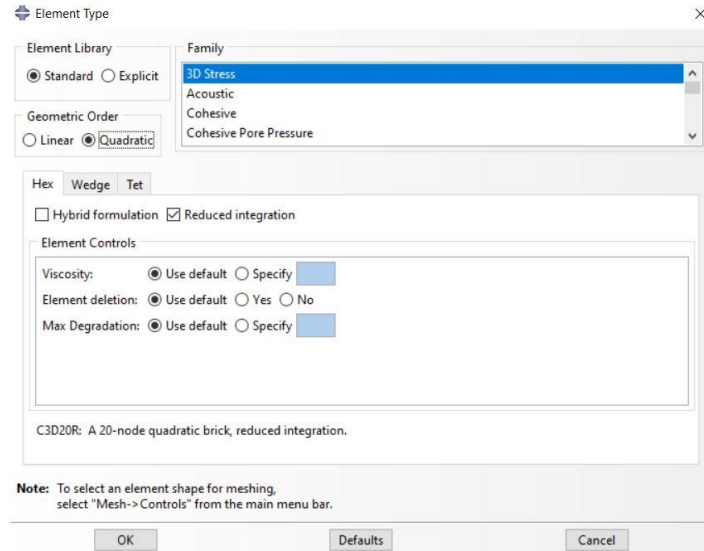 Element Type
Element Library
Standard Explicit
Family
3D Stress
Acoustic
Cohesive
Cohesive Pore Pressure
Geometric Order
Linear Quadratic
Hex Wedge Tet
Hybrid formulation Reduced integration
Element Controls
Viscosity: Use default Specify
Element deletion: Use default Yes No
Max Degradation: Use default Specify
C3D20R: A 20-node quadratic brick, reduced integration.
Note: To select an element shape for meshing,
select "Mesh->Controls" from the main menu bar.
OK Defaults Cancel